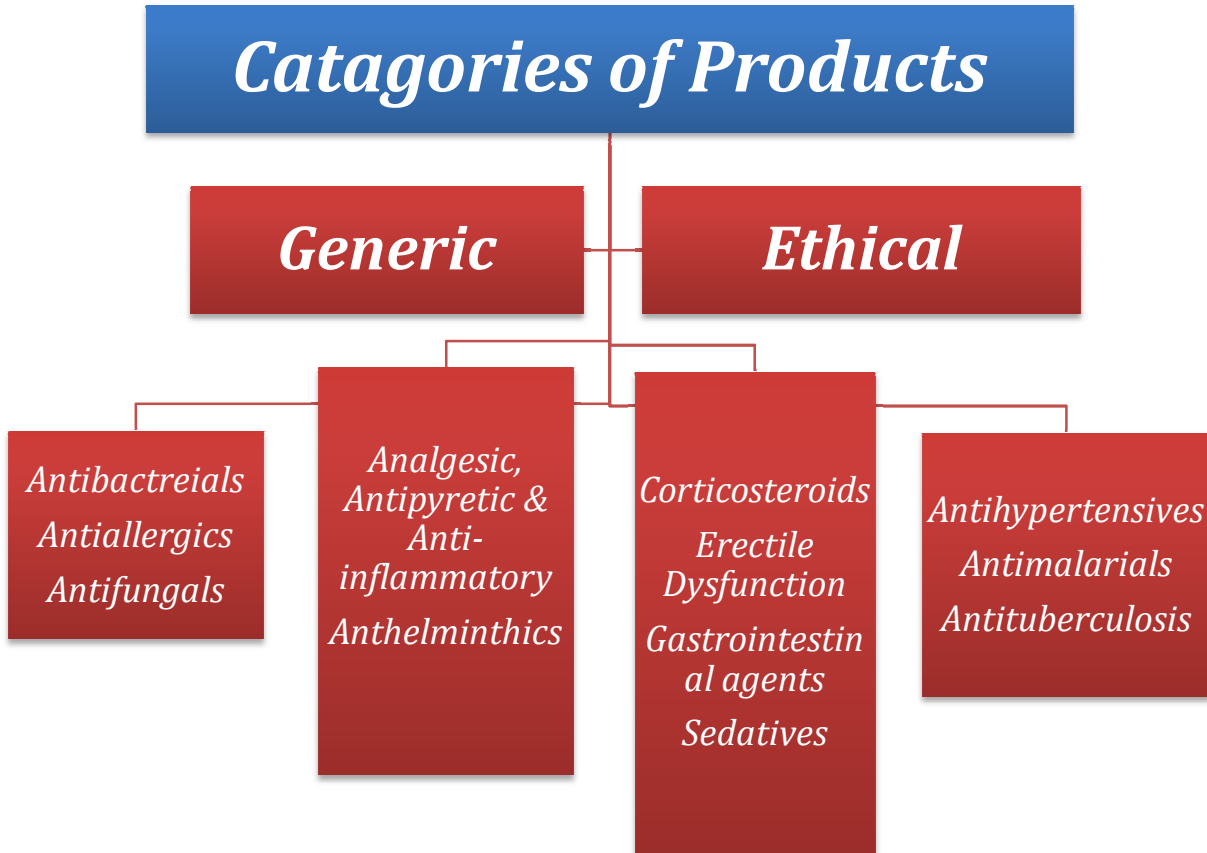 Catagories of Products
Generic
Ethical
Antibactreials
Antiallergics
Antifungals
Analgesic,
Antipyretic &
Anti-
inflammatory
Anthelminthics
Corticosteroids
Erectile
Dysfunction
Gastrointestin
al agents
Sedatives
Antihypertensives
Antimalarials
Antituberculosis